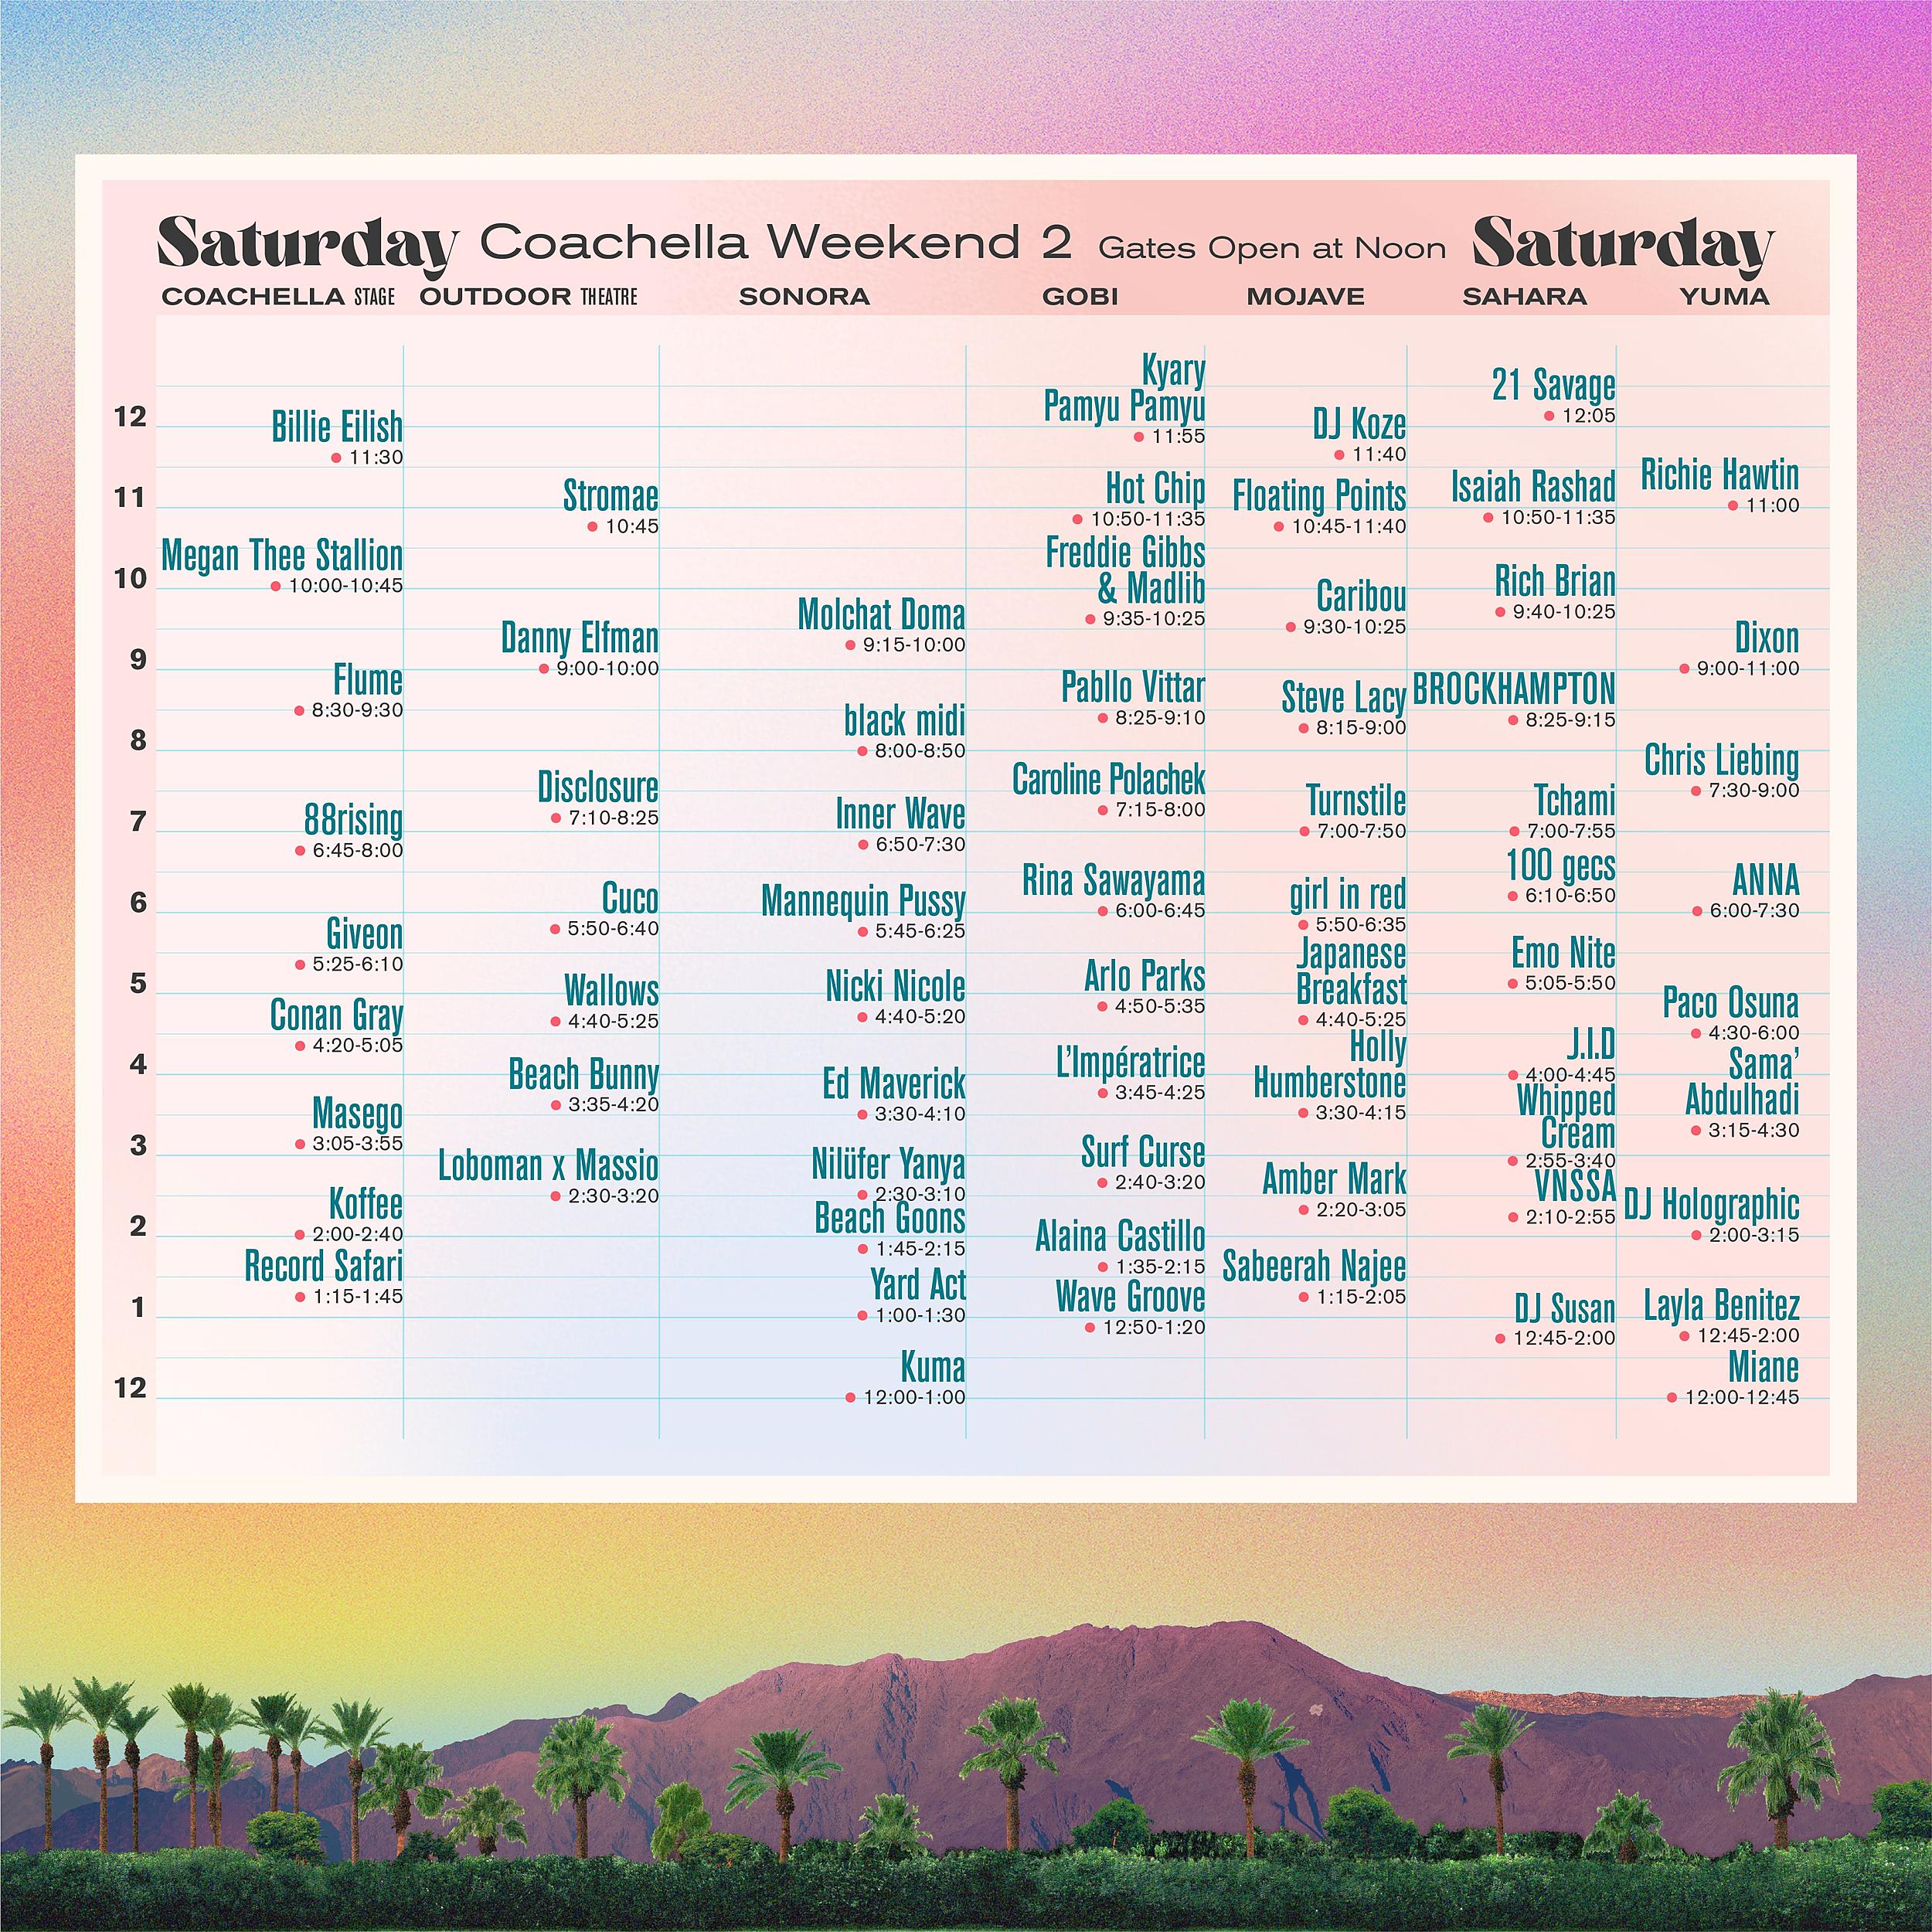 Saturday Coachella Weekend 2 Gates Open at Noon Saturday
COACHELLA STAGE OUTDOOR THEATRE SONORA GOBI MOJAVE SAHARA YUMA
12
11
10
9
8
7
6
5
4
3
2
1
12
Billie Eilish
11:30
Megan Thee Stallion
10:00-10:45
Flume
8:30-9:30
88rising
6:45-8:00
Giveon
5:25-6:10
Conan Gray
4:20-5:05
Masego
3:05-3:55
Koffee
2:00-2:40
Record Safari
1:15-1:45
Stromae
10:45
Danny Elfman
9:00-10:00
Disclosure
7:10-8:25
Cuco
5:50-6:40
Wallows
4:40-5:25
Beach Bunny
3:35-4:20
Loboman x Massio
2:30-3:20
Molchat Doma
9:15-10:00
black midi
8:00-8:50
Inner Wave
6:50-7:30
Mannequin Pussy
5:45-6:25
Nicki Nicole
4:40-5:20
Ed Maverick
3:30-4:10
Nilüfer Yanya
2:30-3:10
Beach Goons
1:45-2:15
Yard Act
1:00-1:30
Kuma
12:00-1:00
Kyary
Pamyu Pamyu
11:55
Hot Chip
10:50-11:35
Freddie Gibbs
& Madlib
9:35-10:25
Pabllo Vittar
8:25-9:10
Caroline Polachek
7:15-8:00
Rina Sawayama
6:00-6:45
Arlo Parks
4:50-5:35
L'Impératrice
3:45-4:25
Surf Curse
2:40-3:20
Alaina Castillo
1:35-2:15
Wave Groove
12:50-1:20
DJ Koze
11:40
Floating Points
10:45-11:40
Caribou
9:30-10:25
Steve Lacy
8:15-9:00
Turnstile
7:00-7:50
girl in red
5:50-6:35
Japanese
Breakfast
4:40-5:25
Holly
Humberstone
3:30-4:15
Amber Mark
2:20-3:05
Sabeerah Najee
1:15-2:05
21 Savage
12:05
Isaiah Rashad
10:50-11:35
Rich Brian
9:40-10:25
BROCKHAMPTON
8:25-9:15
Tchami
7:00-7:55
100 gecs
6:10-6:50
Emo Nite
5:05-5:50
J.I.D
4:00-4:45
Whipped
Cream
2:55-3:40
VNSSA
2:10-2:55
DJ Susan
12:45-2:00
Richie Hawtin
11:00
Dixon
9:00-11:00
Chris Liebing
7:30-9:00
ANNA
6:00-7:30
Paco Osuna
4:30-6:00
Sama'
Abdulhadi
3:15-4:30
DJ Holographic
2:00-3:15
Layla Benitez
12:45-2:00
Miane
12:00-12:45